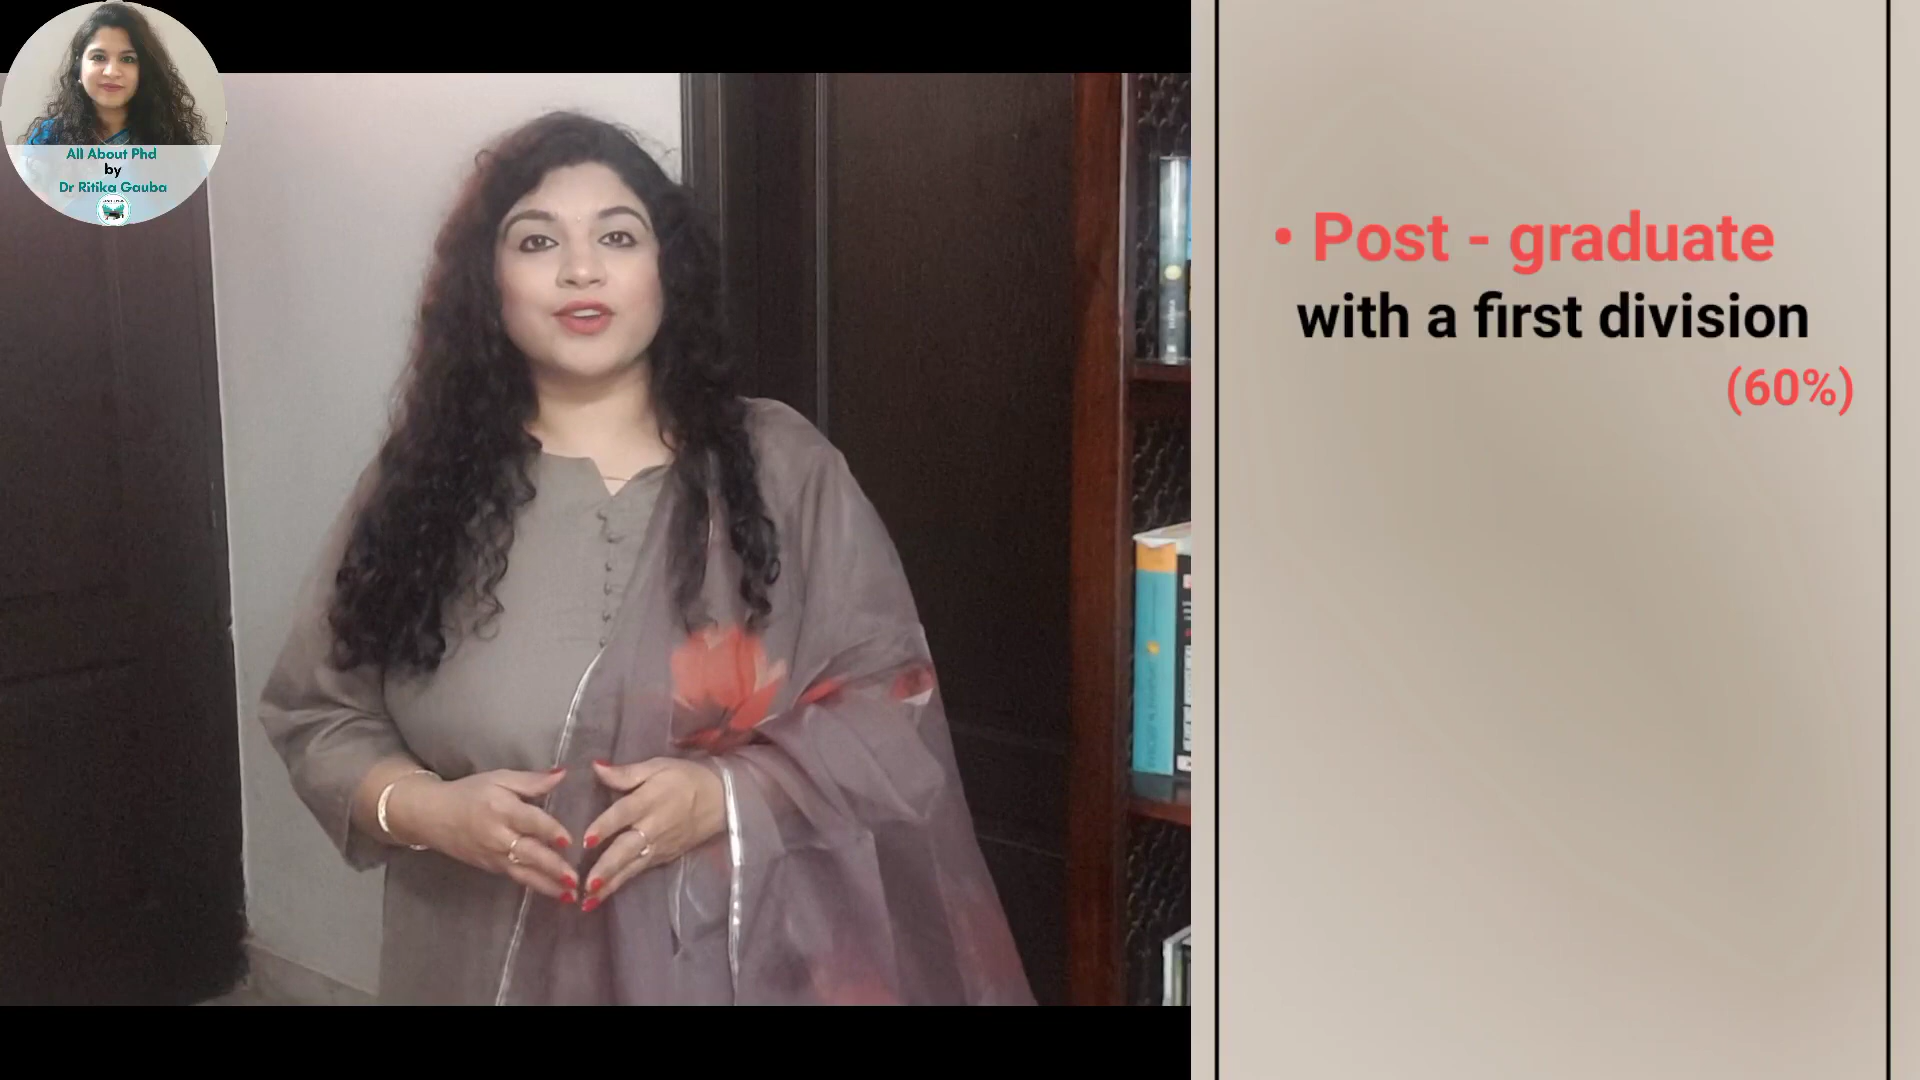 All About Phd
by
Dr Ritika Gauba
• Post - graduate
with a first division
(60%)